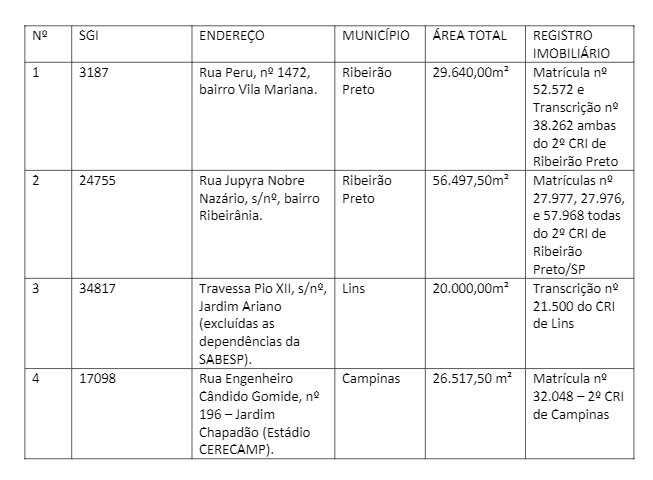 Nº SGI ENDEREÇO MUNICÍPIO ÁREA TOTAL REGISTRO
IMOBILIÁRIO
1 3187 Rua Peru, nº 1472, Ribeirão 29.640,00m² Matrícula nº
bairro Vila Mariana. Preto 52.572 e
Transcrição nº
38.262 ambas
do 2º CRI de
Ribeirão Preto
2 24755 Rua Jupyra Nobre Ribeirão 56.497,50m² Matrículas nº
Nazário, s/nº, bairro Preto 27.977, 27.976,
Ribeirânia. e 57.968 todas
do 2º CRI de
Ribeirão
Preto/SP
3 34817 Travessa Pio XII, s/nº, Lins 20.000,00m² Transcrição nº
Jardim Ariano 21.500 do CRI
(excluídas as de Lins
dependências da
SABESP).
4 17098 Rua Engenheiro Campinas 26.517,50 m² Matrícula nº
Cândido Gomide, nº 32.048 – 2º CRI
196 – Jardim de Campinas
Chapadão (Estádio
CERECAMP).